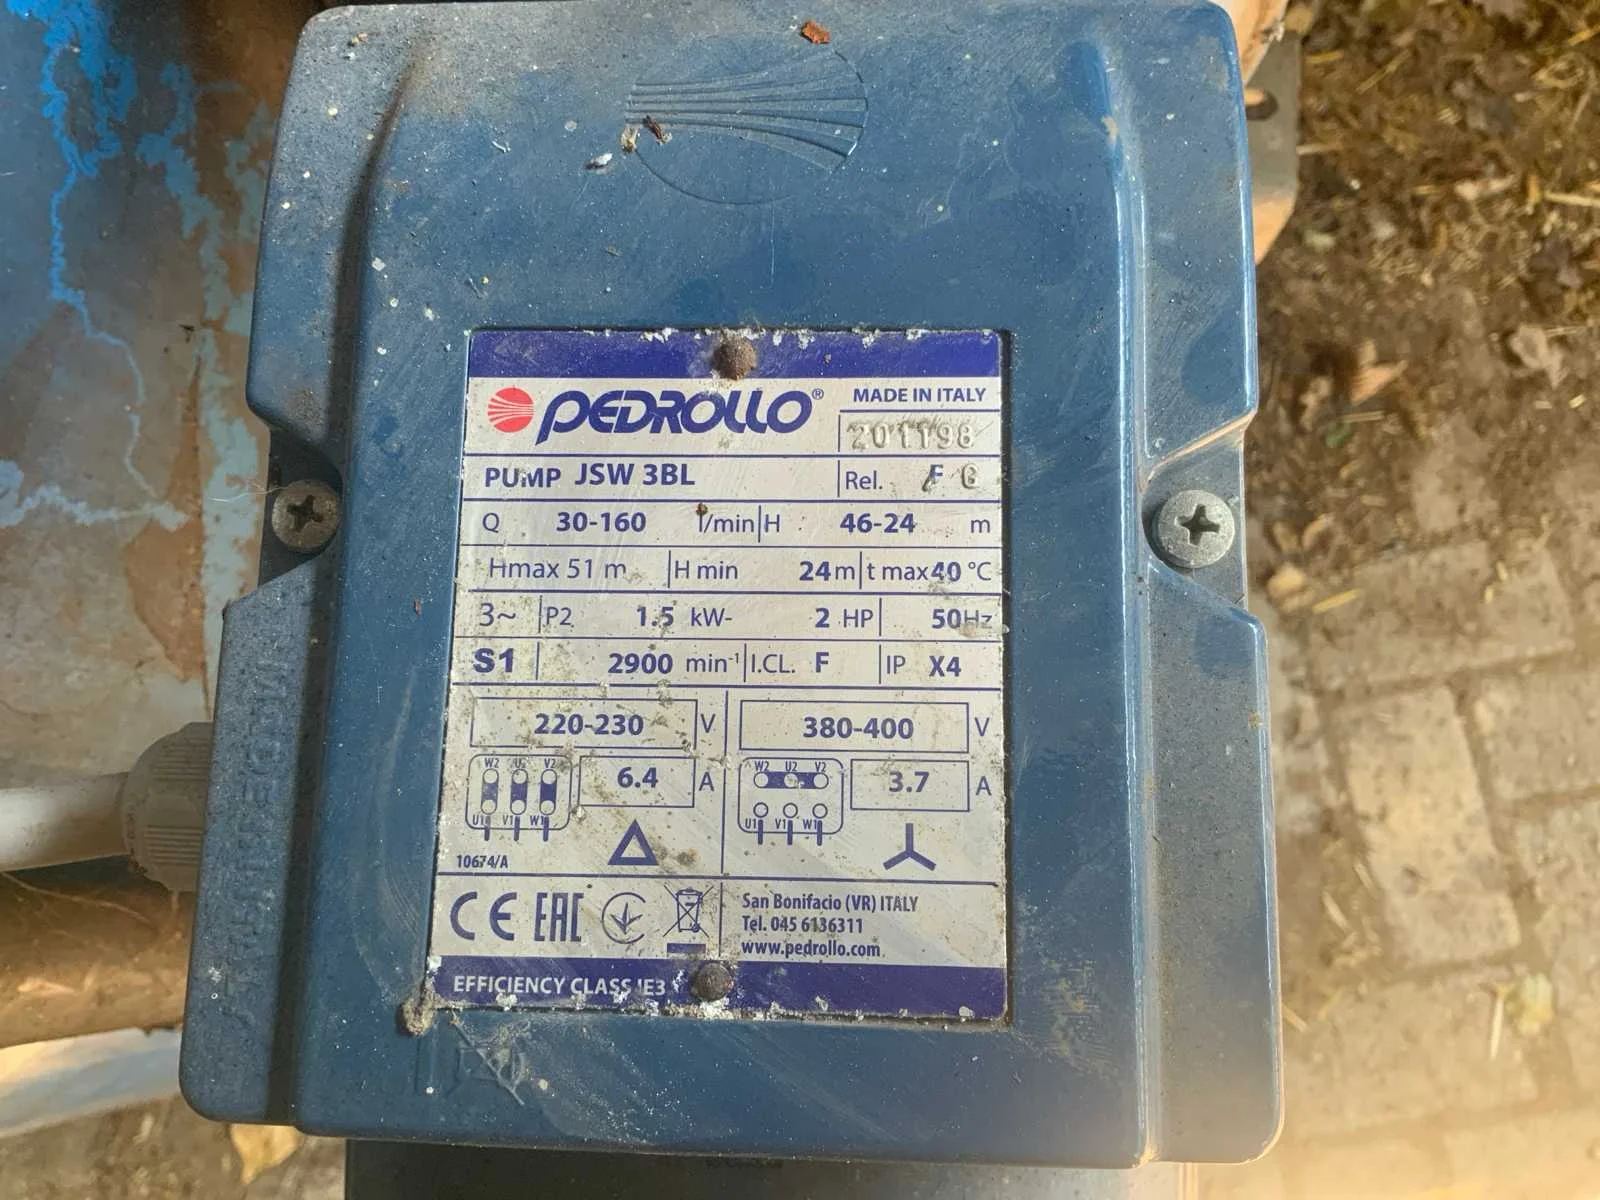 PEDROLLO®
MADE IN ITALY
201198
PUMP JSW 3BL
Rel. F
Q 30-160 l/min H 46-24 m
Hmax 51 m H min 24 m t max 40 °C
3~ P2 1.5 kW- 2 HP 50Hz
S1 2900 min-1 I.CL. F IP X4
220-230 V 380-400 V
W2 U2 V2 6.4 A W2 U2 V2 3.7 A
U1 V1 W1 U1 V1 W1
10674/A
CE EAC
San Bonifacio (VR) ITALY
Tel. 045 6136311
www.pedrollo.com
EFFICIENCY CLASS IE3